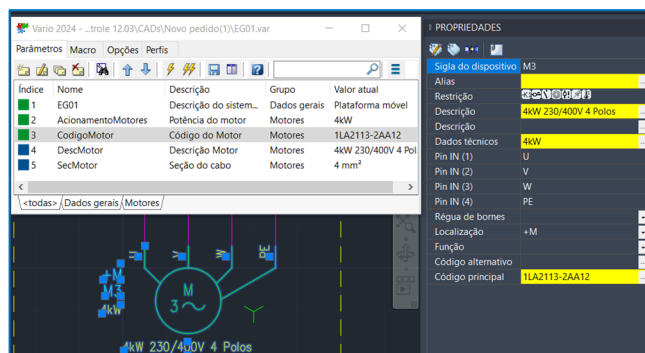 Vario 2024 - ...trole 12.03\CADs\Novo pedido(1)\EG01.var
Parâmetros Macro Opções Perfis
Índice Nome Descrição Grupo Valor atual
1 EG01 Descrição do sistem... Dados gerais Plataforma móvel
2 AcionamentoMotores Potência do motor Motores 4kW
3 CodigoMotor Código do Motor Motores 1LA2113-2AA12
4 DescMotor Descrição Motor Motores 4kW 230/400V 4 Pol
5 SecMotor Seção do cabo Motores 4 mm²
<todas> Dados gerais Motores
U V W PE
+M
M3
4kW
M
3
4kW 230/400V 4 Polos
PROPRIEDADES
Sigla do dispositivo M3
Alias
Restrição
Descrição 4kW 230/400V 4 Polos
Descrição
Dados técnicos 4kW
Pin IN (1) U
Pin IN (2) V
Pin IN (3) W
Pin IN (4) PE
Régua de bornes
Localização +M
Função
Código alternativo
Código principal 1LA2113-2AA12